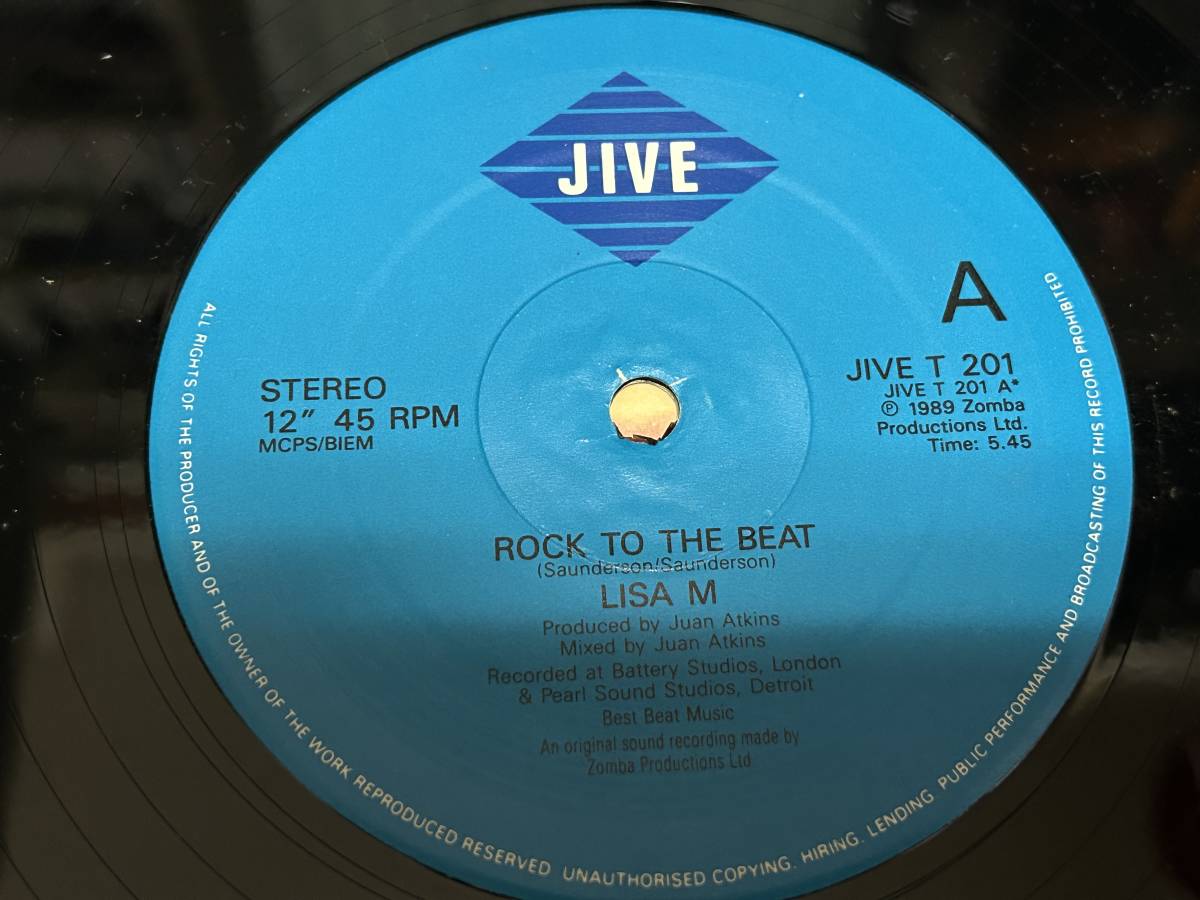 JIVE
A
STEREO
12" 45 RPM
MCPS/BIEM
JIVE T 201
JIVE T 201 A*
℗ 1989 Zomba
Productions Ltd.
Time: 5.45
ROCK TO THE BEAT
(Saunderson/Saunderson)
LISA M
Produced by Juan Atkins
Mixed by Juan Atkins
Recorded at Battery Studios, London
& Pearl Sound Studios, Detroit
Best Beat Music
An original sound recording made by
Zomba Productions Ltd
ALL RIGHTS OF THE PRODUCER AND OF THE OWNER OF THE WORK REPRODUCED RESERVED UNAUTHORISED COPYING. HIRING. LENDING PUBLIC PERFORMANCE AND BROADCASTING OF THIS RECORD PROHIBITED